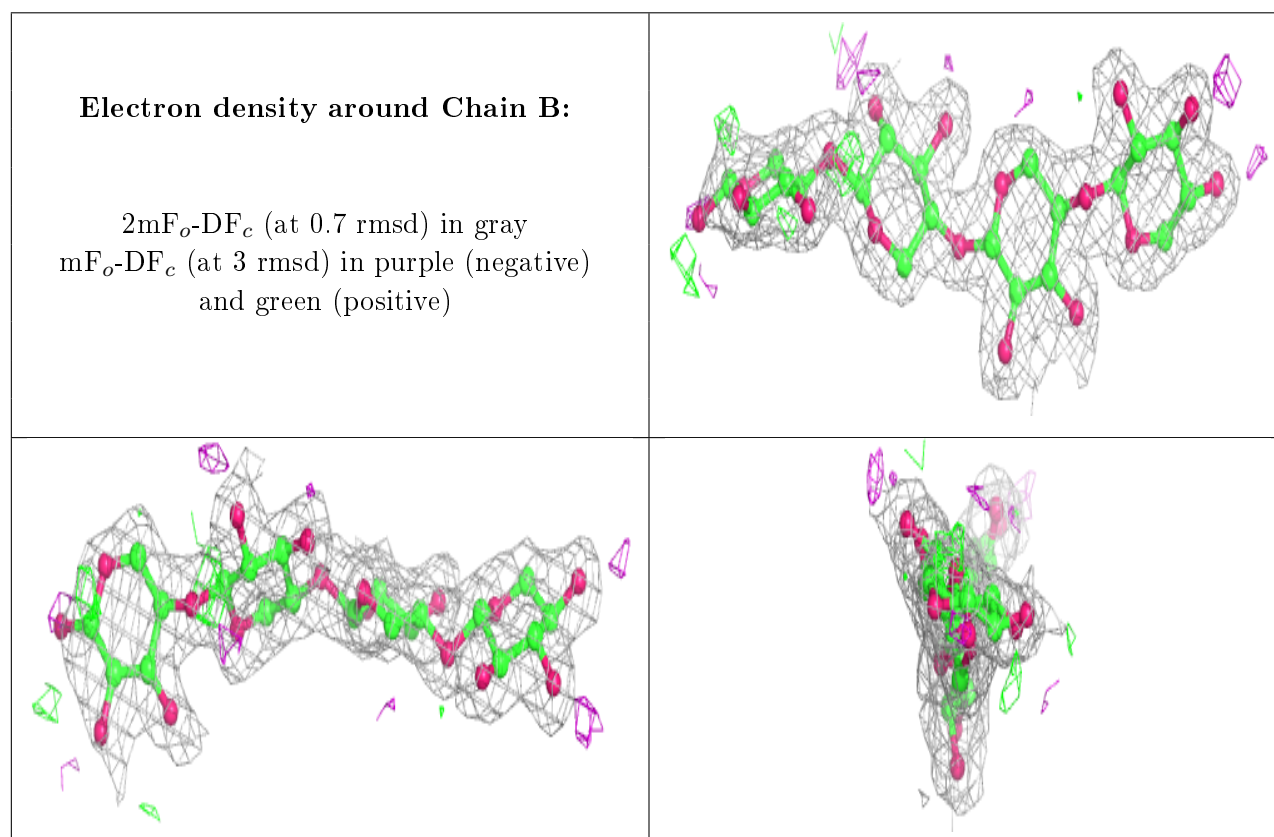 Electron density around Chain B:
2mFₒ-DF𝒸 (at 0.7 rmsd) in gray
mFₒ-DF𝒸 (at 3 rmsd) in purple (negative)
and green (positive)